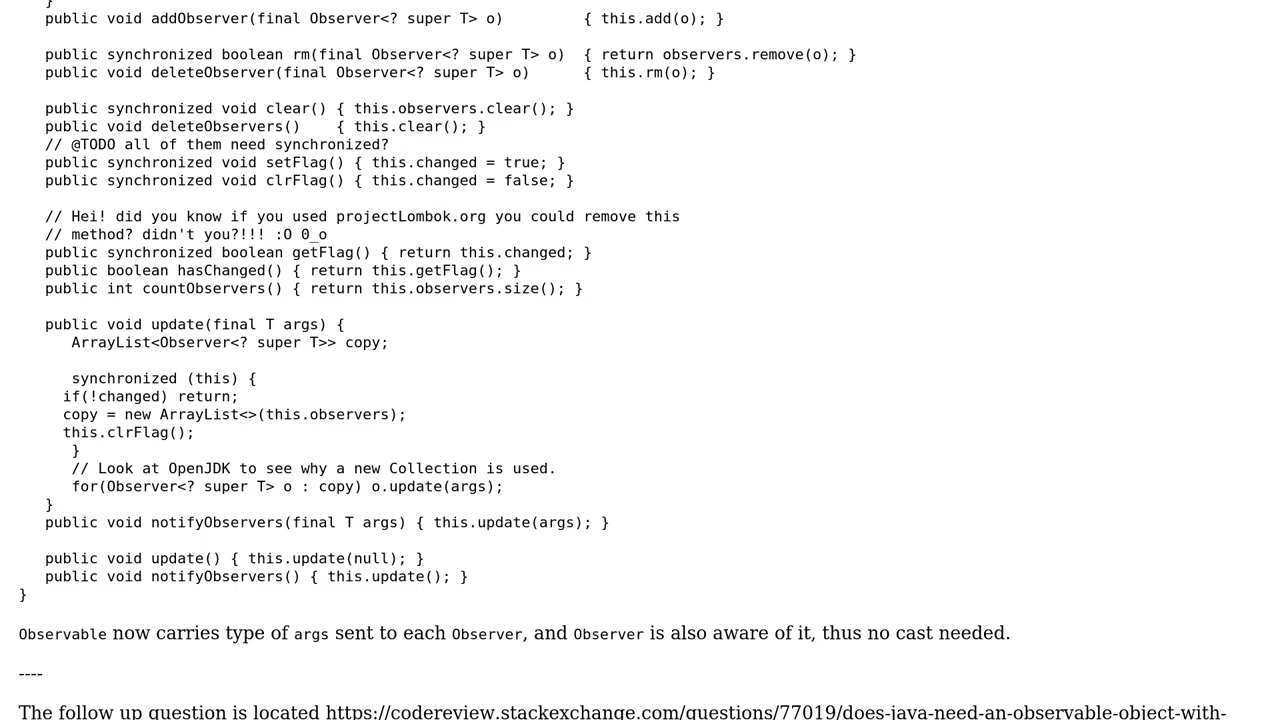 }
public void addObserver(final Observer<? super T> o)         { this.add(o); }
public synchronized boolean rm(final Observer<? super T> o)  { return observers.remove(o); }
public void deleteObserver(final Observer<? super T> o)      { this.rm(o); }
public synchronized void clear() { this.observers.clear(); }
public void deleteObservers()    { this.clear(); }
// @TODO all of them need synchronized?
public synchronized void setFlag() { this.changed = true; }
public synchronized void clrFlag() { this.changed = false; }
// Hei! did you know if you used projectLombok.org you could remove this
// method? didn't you?!!! :O 0_o
public synchronized boolean getFlag() { return this.changed; }
public boolean hasChanged() { return this.getFlag(); }
public int countObservers() { return this.observers.size(); }
public void update(final T args) {
ArrayList<Observer<? super T>> copy;
synchronized (this) {
if(!changed) return;
copy = new ArrayList<>(this.observers);
this.clrFlag();
}
// Look at OpenJDK to see why a new Collection is used.
for(Observer<? super T> o : copy) o.update(args);
}
public void notifyObservers(final T args) { this.update(args); }
public void update() { this.update(null); }
public void notifyObservers() { this.update(); }
}
Observable now carries type of args sent to each Observer, and Observer is also aware of it, thus no cast needed.
----
The follow up question is located https://codereview.stackexchange.com/questions/77019/does-java-need-an-observable-object-with-